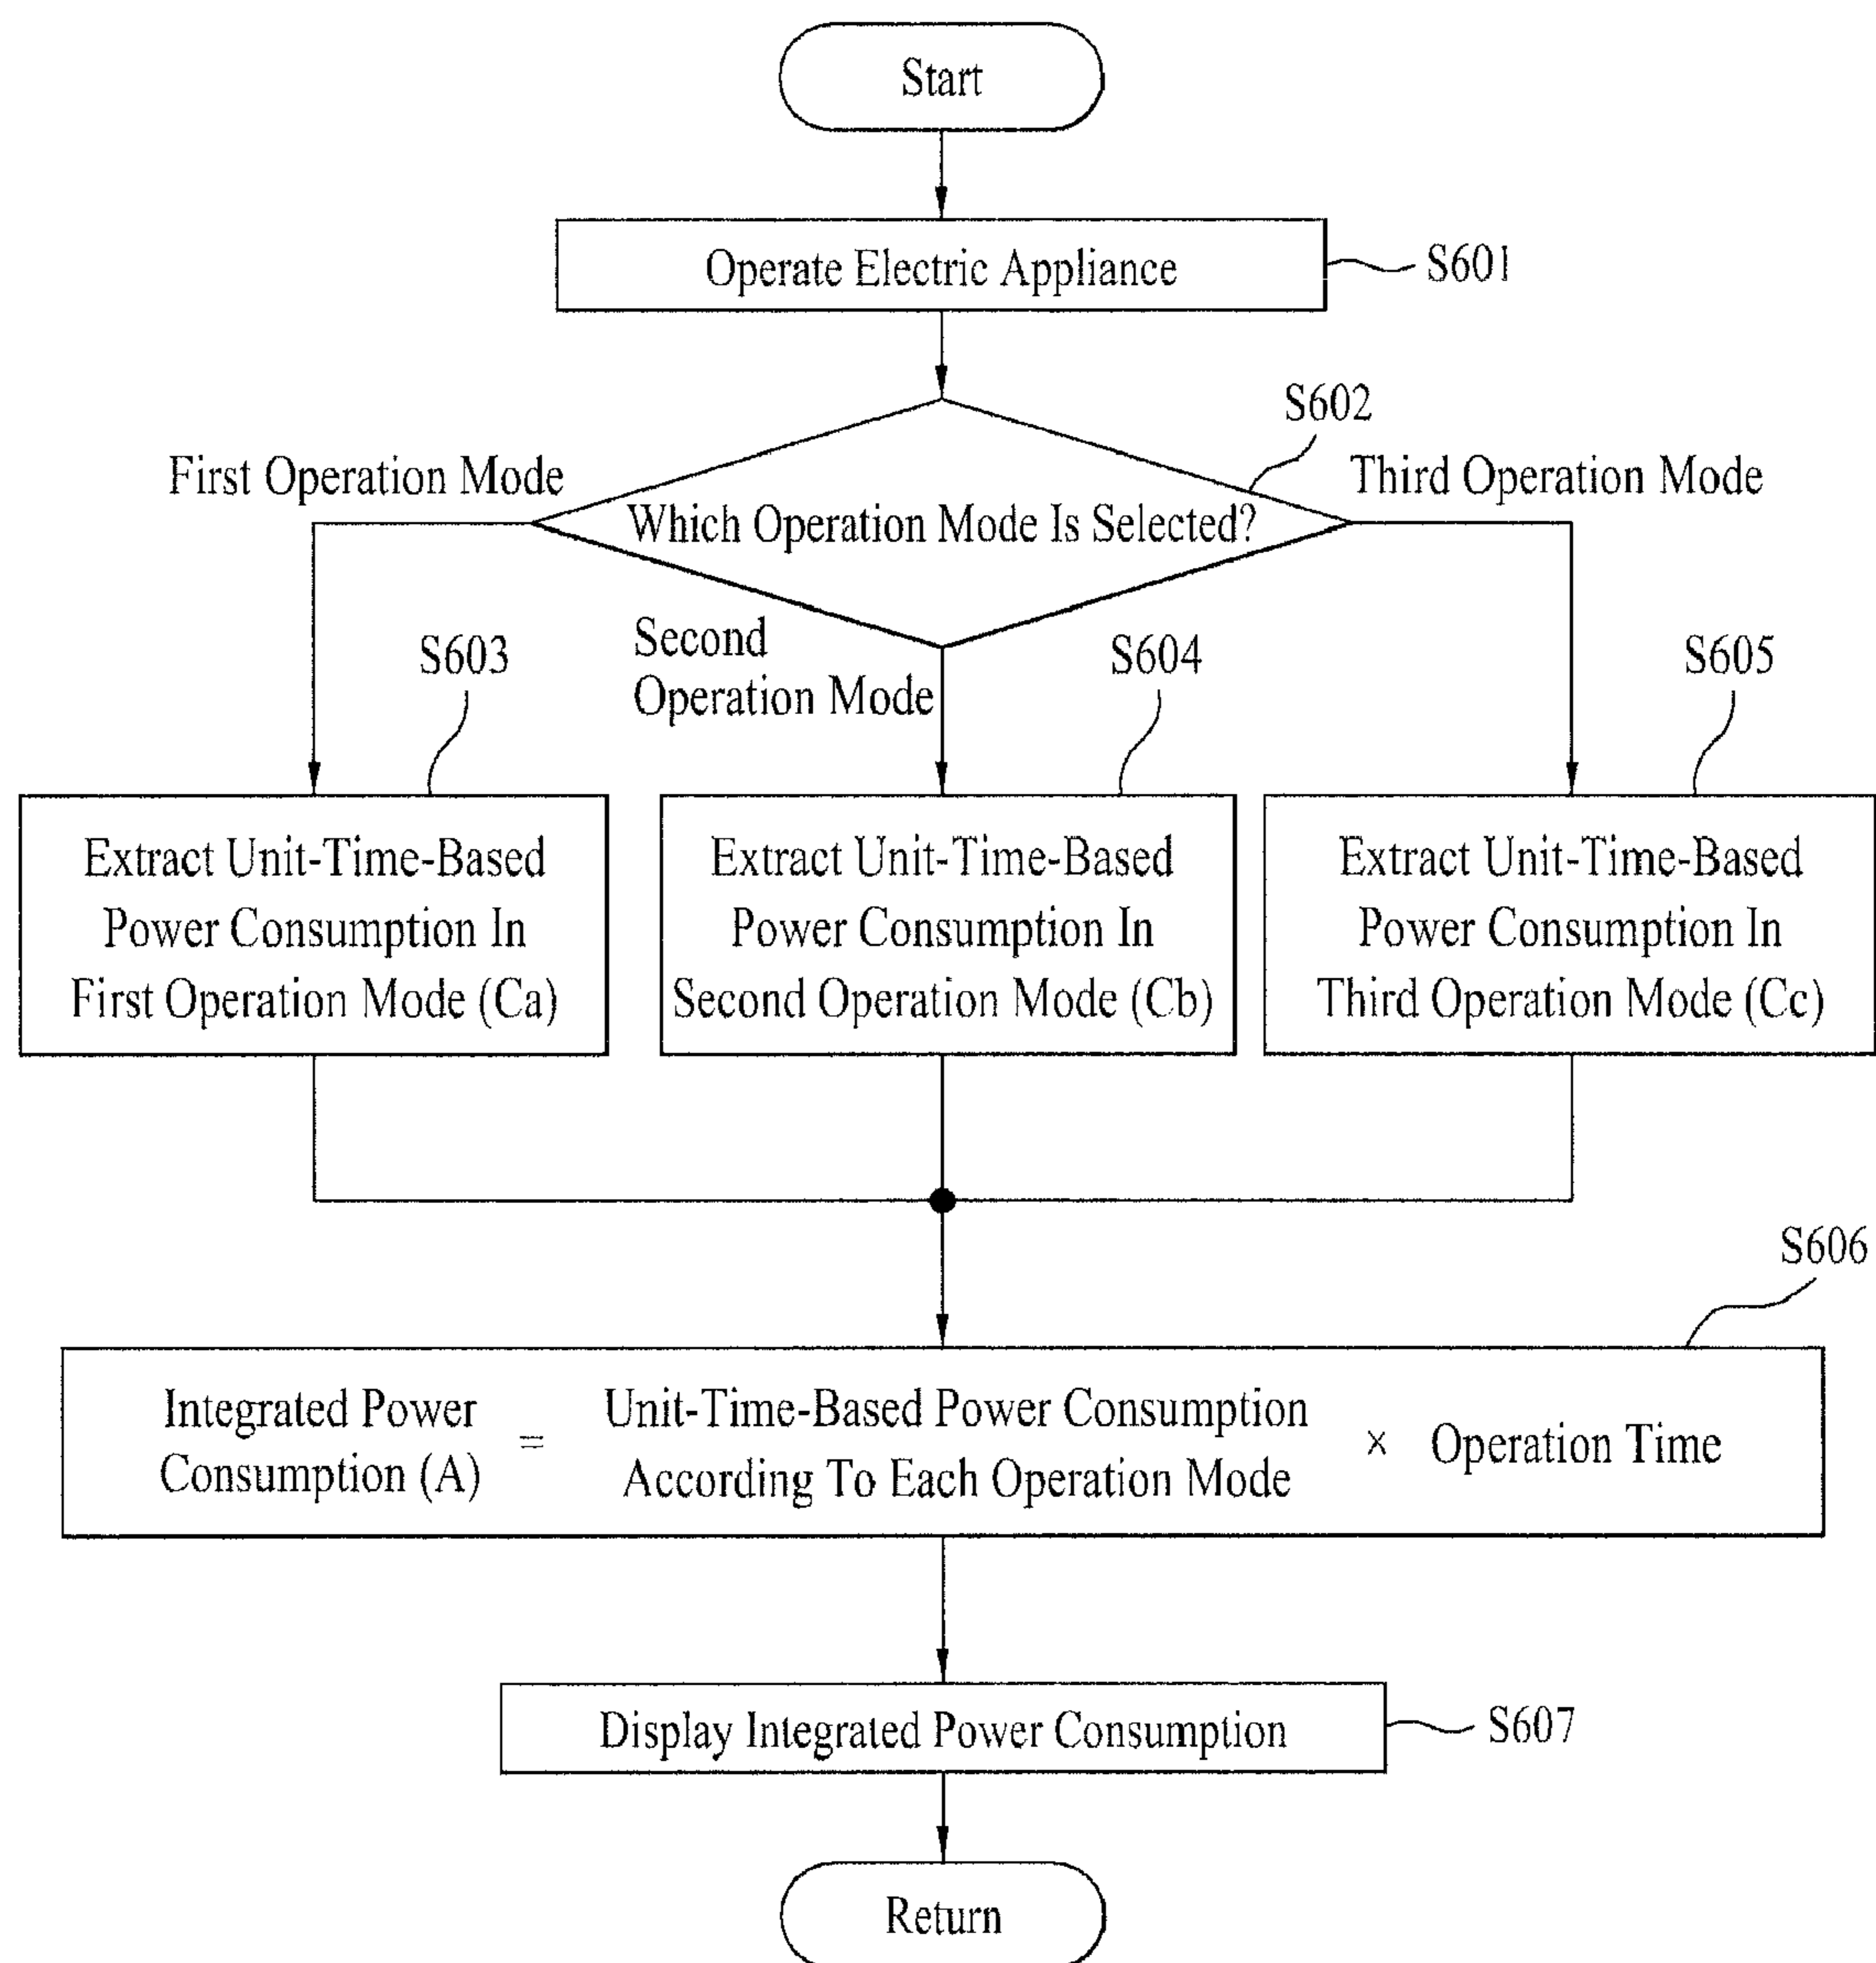 Start
Operate Electric Appliance
S601
S602
First Operation Mode
Third Operation Mode
Which Operation Mode Is Selected?
Second
Operation Mode
S603
S604
S605
Extract Unit-Time-Based
Power Consumption In
First Operation Mode (Ca)
Extract Unit-Time-Based
Power Consumption In
Second Operation Mode (Cb)
Extract Unit-Time-Based
Power Consumption In
Third Operation Mode (Cc)
S606
Integrated Power
Consumption (A)
=
Unit-Time-Based Power Consumption
According To Each Operation Mode
×
Operation Time
Display Integrated Power Consumption
S607
Return